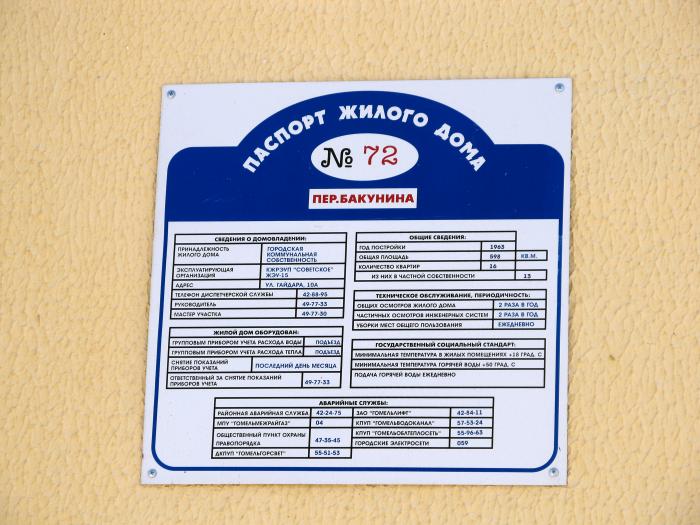 ПАСПОРТ ЖИЛОГО ДОМА
№ 72
ПЕР.БАКУНИНА
СВЕДЕНИЯ О ДОМОВЛАДЕНИИ:
ПРИНАДЛЕЖНОСТЬ ЖИЛОГО ДОМА ГОРОДСКАЯ КОММУНАЛЬНАЯ СОБСТВЕННОСТЬ
ЭКСПЛУАТИРУЮЩАЯ ОРГАНИЗАЦИЯ КЖРЭУП "СОВЕТСКОЕ" ЖЭУ-15
АДРЕС УЛ. ГАЙДАРА, 10А
ТЕЛЕФОН ДИСПЕТЧЕРСКОЙ СЛУЖБЫ 42-88-95
РУКОВОДИТЕЛЬ 49-77-33
МАСТЕР УЧАСТКА 49-77-30
ЖИЛОЙ ДОМ ОБОРУДОВАН:
ГРУППОВЫМ ПРИБОРОМ УЧЕТА РАСХОДА ВОДЫ ПОДЪЕЗД
ГРУППОВЫМ ПРИБОРОМ УЧЕТА РАСХОДА ТЕПЛА ПОДЪЕЗД
СНЯТИЕ ПОКАЗАНИЙ ПРИБОРОВ УЧЕТА ПОСЛЕДНИЙ ДЕНЬ МЕСЯЦА
ОТВЕТСТВЕННЫЙ ЗА СНЯТИЕ ПОКАЗАНИЙ ПРИБОРОВ УЧЕТА 49-77-33
ОБЩИЕ СВЕДЕНИЯ:
ГОД ПОСТРОЙКИ 1963
ОБЩАЯ ПЛОЩАДЬ 598 КВ.М.
КОЛИЧЕСТВО КВАРТИР 16
ИЗ НИХ В ЧАСТНОЙ СОБСТВЕННОСТИ 13
ТЕХНИЧЕСКОЕ ОБСЛУЖИВАНИЕ, ПЕРИОДИЧНОСТЬ:
ОБЩИХ ОСМОТРОВ ЖИЛОГО ДОМА 2 РАЗА В ГОД
ЧАСТИЧНЫХ ОСМОТРОВ ИНЖЕНЕРНЫХ СИСТЕМ 2 РАЗА В ГОД
УБОРКИ МЕСТ ОБЩЕГО ПОЛЬЗОВАНИЯ ЕЖЕДНЕВНО
ГОСУДАРСТВЕННЫЙ СОЦИАЛЬНЫЙ СТАНДАРТ:
МИНИМАЛЬНАЯ ТЕМПЕРАТУРА В ЖИЛЫХ ПОМЕЩЕНИЯХ +18 ГРАД. С
МИНИМАЛЬНАЯ ТЕМПЕРАТУРА ГОРЯЧЕЙ ВОДЫ +50 ГРАД. С
ПОДАЧА ГОРЯЧЕЙ ВОДЫ ЕЖЕДНЕВНО
АВАРИЙНЫЕ СЛУЖБЫ:
РАЙОННАЯ АВАРИЙНАЯ СЛУЖБА 42-24-75
МПУ "ГОМЕЛЬМЕЖРАЙГАЗ" 04
ОБЩЕСТВЕННЫЙ ПУНКТ ОХРАНЫ ПРАВОПОРЯДКА 47-35-45
ДКПУП "ГОМЕЛЬГОРСВЕТ" 55-51-53
ЗАО "ГОМЕЛЬЛИФТ" 42-84-11
КПУП "ГОМЕЛЬВОДОКАНАЛ" 57-53-24
КПУП "ГОМЕЛЬОБЛТЕПЛОСЕТЬ" 55-96-63
ГОРОДСКИЕ ЭЛЕКТРОСЕТИ 059